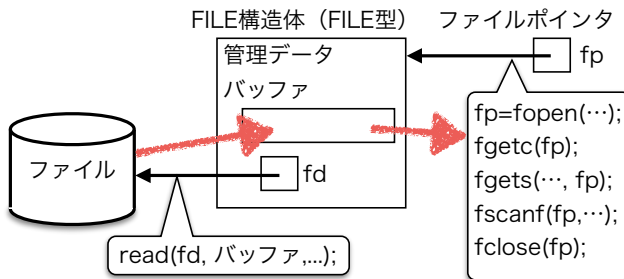 FILE構造体（FILE型）
ファイルポインタ
管理データ
fp
バッファ
fp=fopen(…);
fgetc(fp);
fgets(…, fp);
fscanf(fp,…);
fclose(fp);
ファイル
fd
read(fd, バッファ,...);